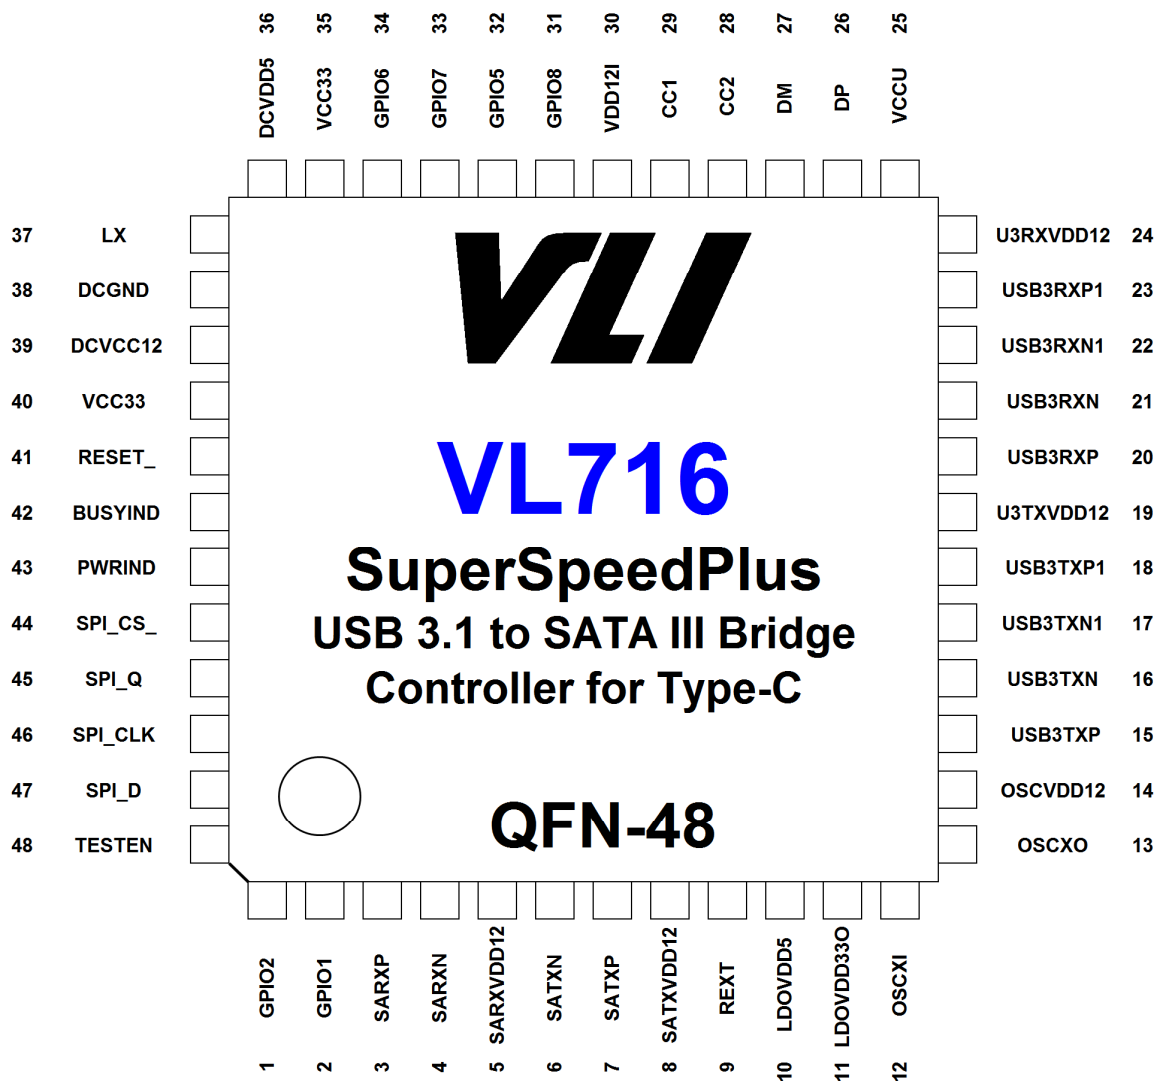 36 35 34 33 32 31 30 29 28 27 26 25
DCVDD5 VCC33 GPIO6 GPIO7 GPIO5 GPIO8 VDD12I CC1 CC2 DM DP VCCU
37 LX
38 DCGND
39 DCVCC12
40 VCC33
41 RESET_
42 BUSYIND
43 PWRIND
44 SPI_CS_
45 SPI_Q
46 SPI_CLK
47 SPI_D
48 TESTEN
VLI
VL716
SuperSpeedPlus
USB 3.1 to SATA III Bridge
Controller for Type-C
QFN-48
U3RXVDD12 24
USB3RXP1 23
USB3RXN1 22
USB3RXN 21
USB3RXP 20
U3TXVDD12 19
USB3TXP1 18
USB3TXN1 17
USB3TXN 16
USB3TXP 15
OSCVDD12 14
OSCXO 13
GPIO2 GPIO1 SARXP SARXN SARXVDD12 SATXN SATXP SATXVDD12 REXT LDOVDD5 LDOVDD33O OSCXI
1 2 3 4 5 6 7 8 9 10 11 12